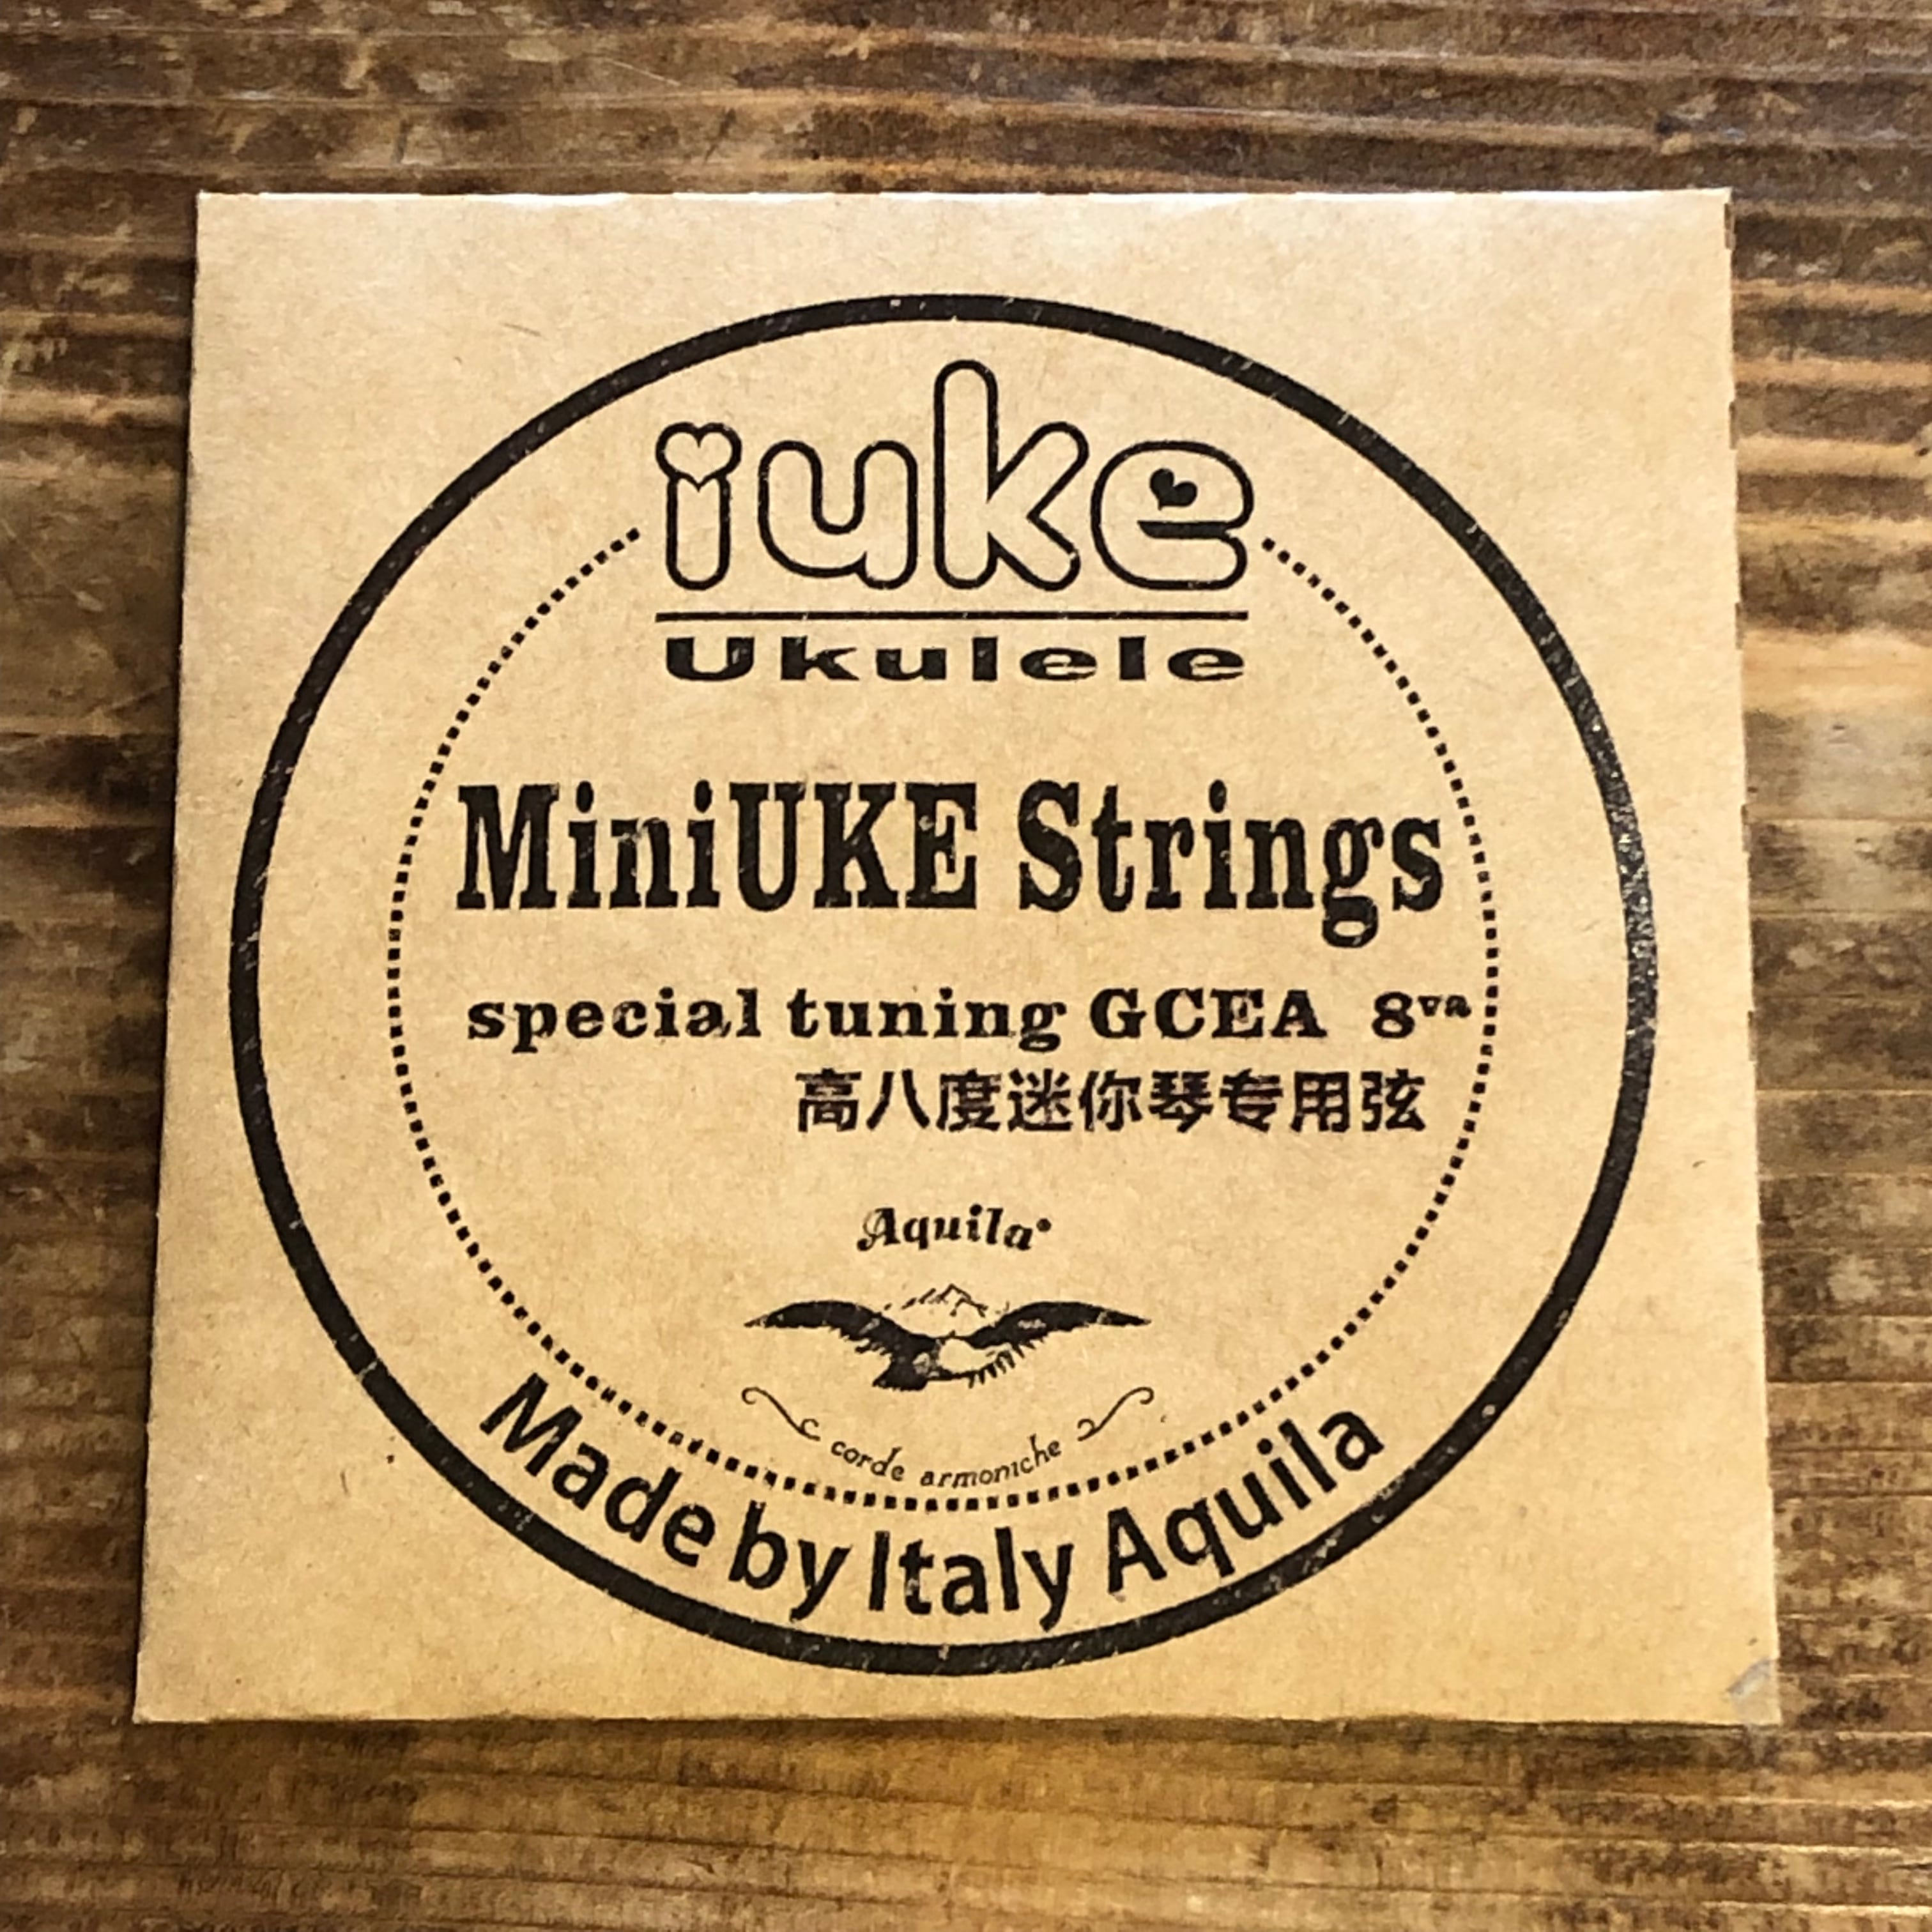 iuke
Ukulele
MiniUKE Strings
special tuning GCEA 8va
高八度迷你琴专用弦
Aquila®
corde armoniche
Made by Italy Aquila